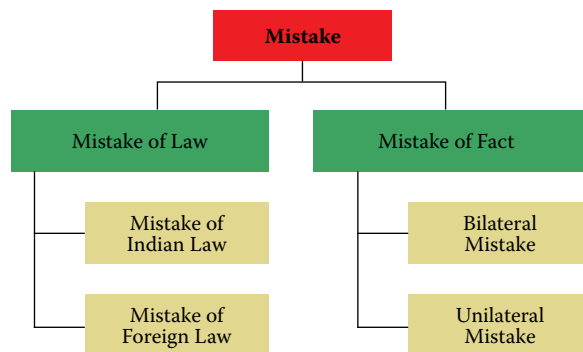 Mistake
Mistake of Law
Mistake of Fact
Mistake of
Indian Law
Bilateral
Mistake
Mistake of
Foreign Law
Unilateral
Mistake